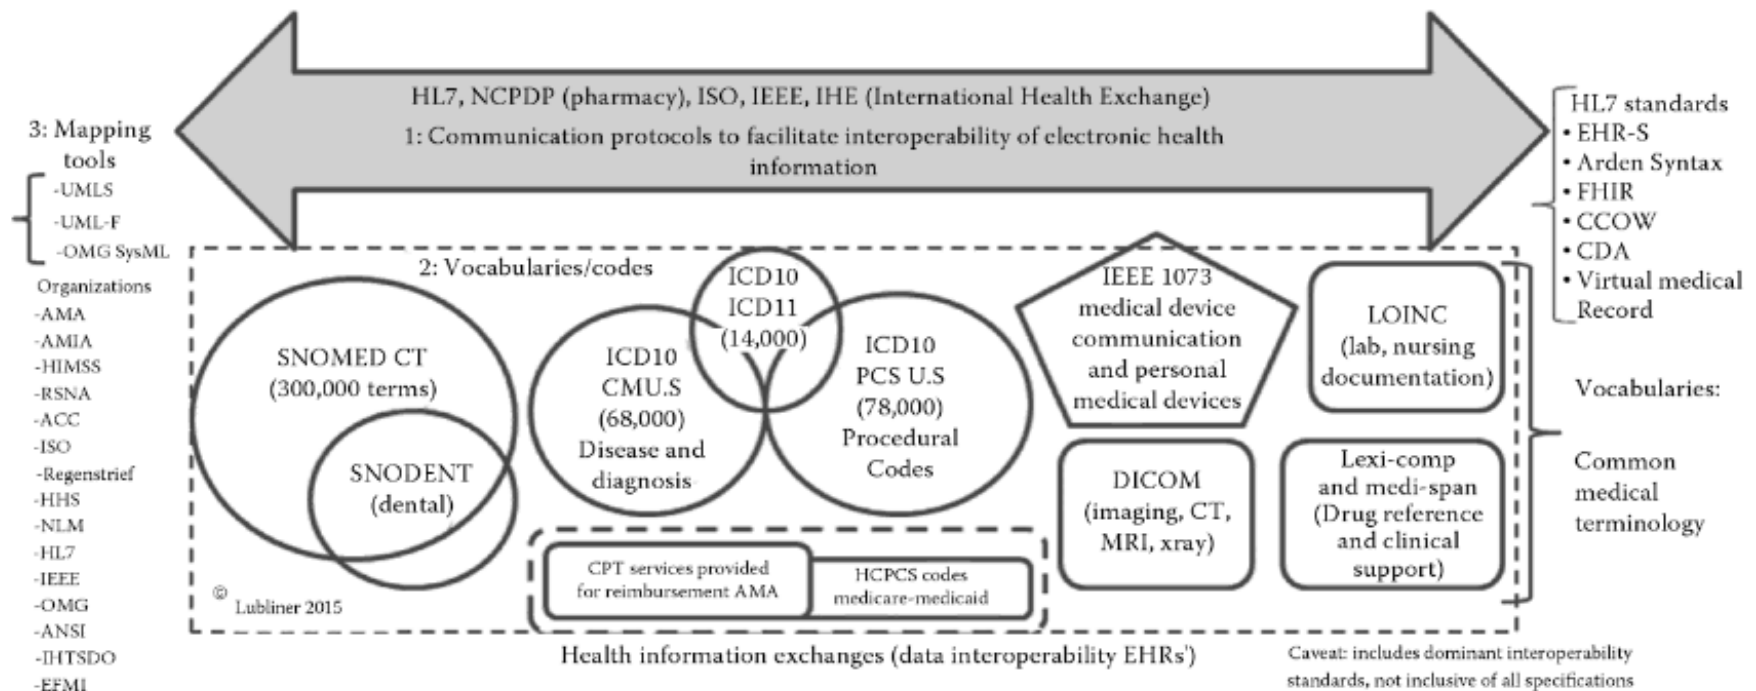 HL7, NCPDP (pharmacy), ISO, IEEE, IHE (International Health Exchange)
1: Communication protocols to facilitate interoperability of electronic health
information
3: Mapping
tools
-UMLS
-UML-F
-OMG SysML
Organizations
-AMA
-AMIA
-HIMSS
-RSNA
-ACC
-ISO
-Regenstrief
-HHS
-NLM
-HL7
-IEEE
-OMG
-ANSI
-IHTSDO
-EFMI
2: Vocabularies/codes
SNOMED CT
(300,000 terms)
SNODENT
(dental)
© Lubliner 2015
ICD10
CMU.S
(68,000)
Disease and
diagnosis
ICD10
ICD11
(14,000)
ICD10
PCS U.S
(78,000)
Procedural
Codes
CPT services provided
for reimbursement AMA
HCPCS codes
medicare-medicaid
IEEE 1073
medical device
communication
and personal
medical devices
DICOM
(imaging, CT,
MRI, xray)
LOINC
(lab, nursing
documentation)
Lexi-comp
and medi-span
(Drug reference
and clinical
support)
HL7 standards
• EHR-S
• Arden Syntax
• FHIR
• CCOW
• CDA
• Virtual medical
Record
Vocabularies:
Common
medical
terminology
Health information exchanges (data interoperability EHRs')
Caveat: includes dominant interoperability
standards, not inclusive of all specifications